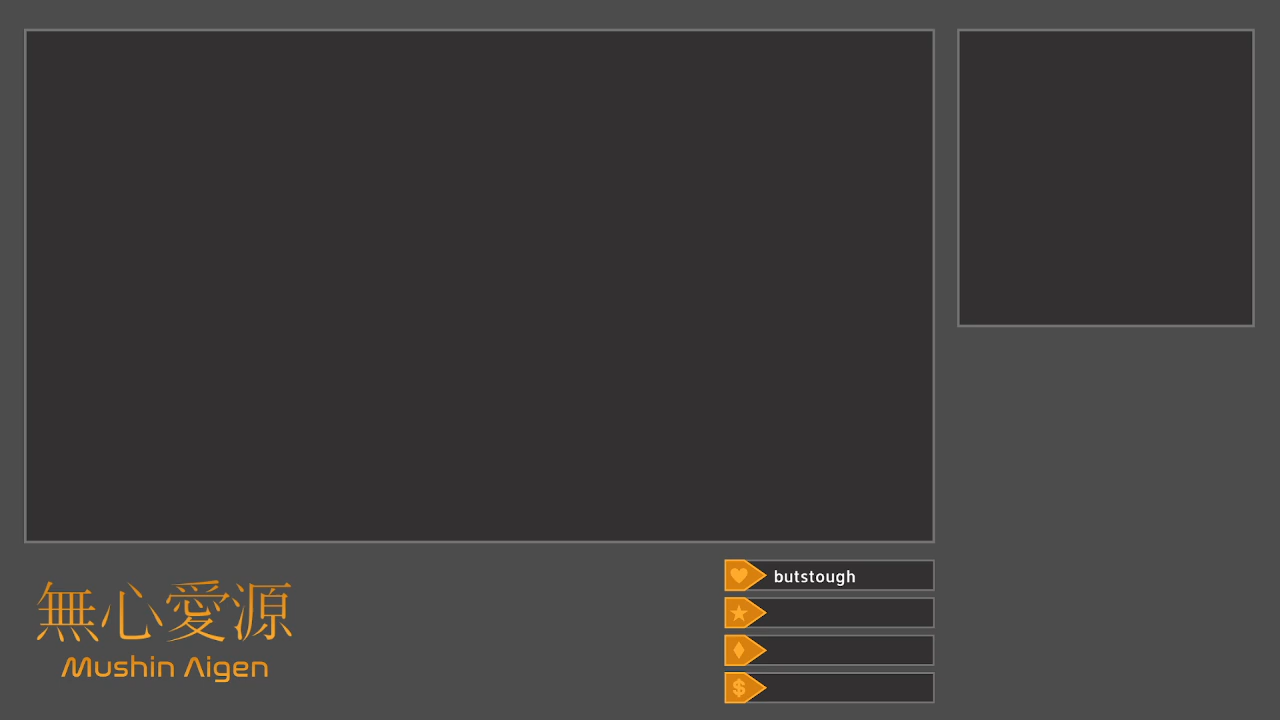 無心愛源
Mushin Aigen
butstough